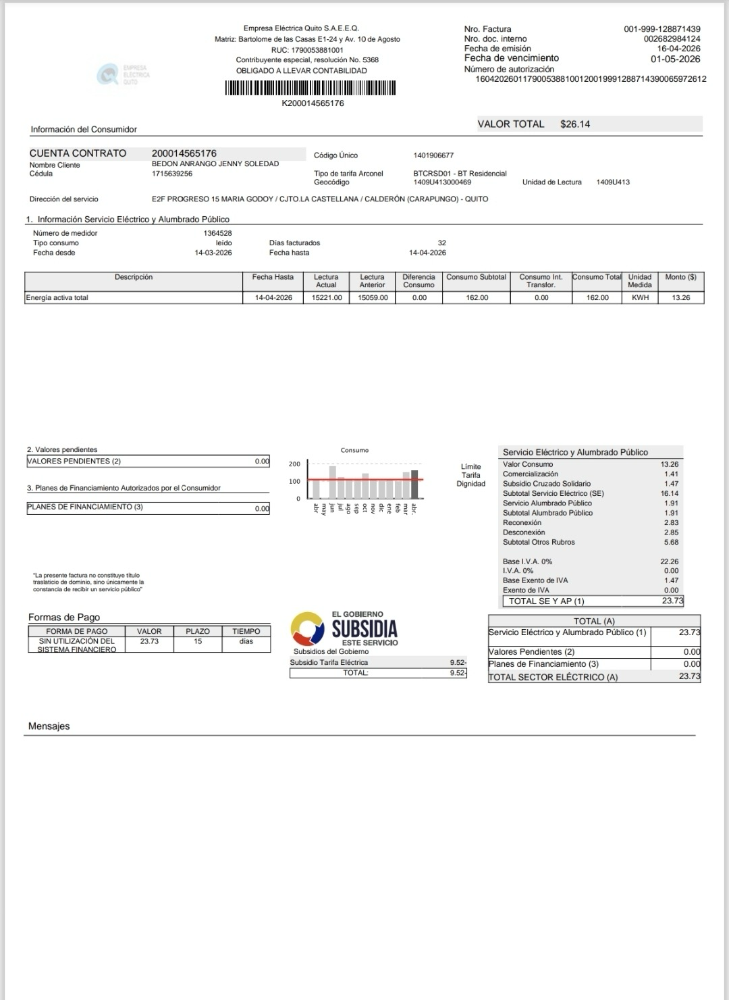 Empresa Eléctrica Quito S.A.E.E.Q.
Matriz: Bartolome de las Casas E1-24 y Av. 10 de Agosto
RUC: 1790053881001
Contribuyente especial, resolución No. 5368
OBLIGADO A LLEVAR CONTABILIDAD
K200014565176
EMPRESA
ELÉCTRICA
QUITO
Nro. Factura 001-999-128871439
Nro. doc. interno 002682984124
Fecha de emisión 16-04-2026
Fecha de vencimiento 01-05-2026
Número de autorización
1604202601179005388100120019991288714390065972612
VALOR TOTAL $26.14
Información del Consumidor
CUENTA CONTRATO 200014565176
Nombre Cliente BEDON ANRANGO JENNY SOLEDAD
Cédula 1715639256
Código Único 1401906677
Tipo de tarifa Arconel BTCRSD01 - BT Residencial
Geocódigo 1409U413000469 Unidad de Lectura 1409U413
Dirección del servicio E2F PROGRESO 15 MARIA GODOY / CJTO.LA CASTELLANA / CALDERÓN (CARAPUNGO) - QUITO
1. Información Servicio Eléctrico y Alumbrado Público
Número de medidor 1364528
Tipo consumo leído Días facturados 32
Fecha desde 14-03-2026 Fecha hasta 14-04-2026
Descripción Fecha Hasta Lectura Actual Lectura Anterior Diferencia Consumo Consumo Subtotal Consumo Int. Transfor. Consumo Total Unidad Medida Monto ($)
Energía activa total 14-04-2026 15221.00 15059.00 0.00 162.00 0.00 162.00 KWH 13.26
2. Valores pendientes
VALORES PENDIENTES (2) 0.00
3. Planes de Financiamiento Autorizados por el Consumidor
PLANES DE FINANCIAMIENTO (3) 0.00
Consumo
200
100
0
abr may jun jul ago sep oct nov dic ene feb mar abr.
Límite
Tarifa
Dignidad
Servicio Eléctrico y Alumbrado Público
Valor Consumo 13.26
Comercialización 1.41
Subsidio Cruzado Solidario 1.47
Subtotal Servicio Eléctrico (SE) 16.14
Servicio Alumbrado Público 1.91
Subtotal Alumbrado Público 1.91
Reconexión 2.83
Desconexión 2.85
Subtotal Otros Rubros 5.68
Base I.V.A. 0% 22.26
I.V.A. 0% 0.00
Base Exento de IVA 1.47
Exento de IVA 0.00
TOTAL SE Y AP (1) 23.73
"La presente factura no constituye título
traslaticio de dominio, sino únicamente la
constancia de recibir un servicio público"
Formas de Pago
FORMA DE PAGO VALOR PLAZO TIEMPO
SIN UTILIZACIÓN DEL 23.73 15 días
SISTEMA FINANCIERO
EL GOBIERNO
SUBSIDIA
ESTE SERVICIO
Subsidios del Gobierno
Subsidio Tarifa Eléctrica 9.52-
TOTAL: 9.52-
TOTAL (A)
Servicio Eléctrico y Alumbrado Público (1) 23.73
Valores Pendientes (2) 0.00
Planes de Financiamiento (3) 0.00
TOTAL SECTOR ELÉCTRICO (A) 23.73
Mensajes